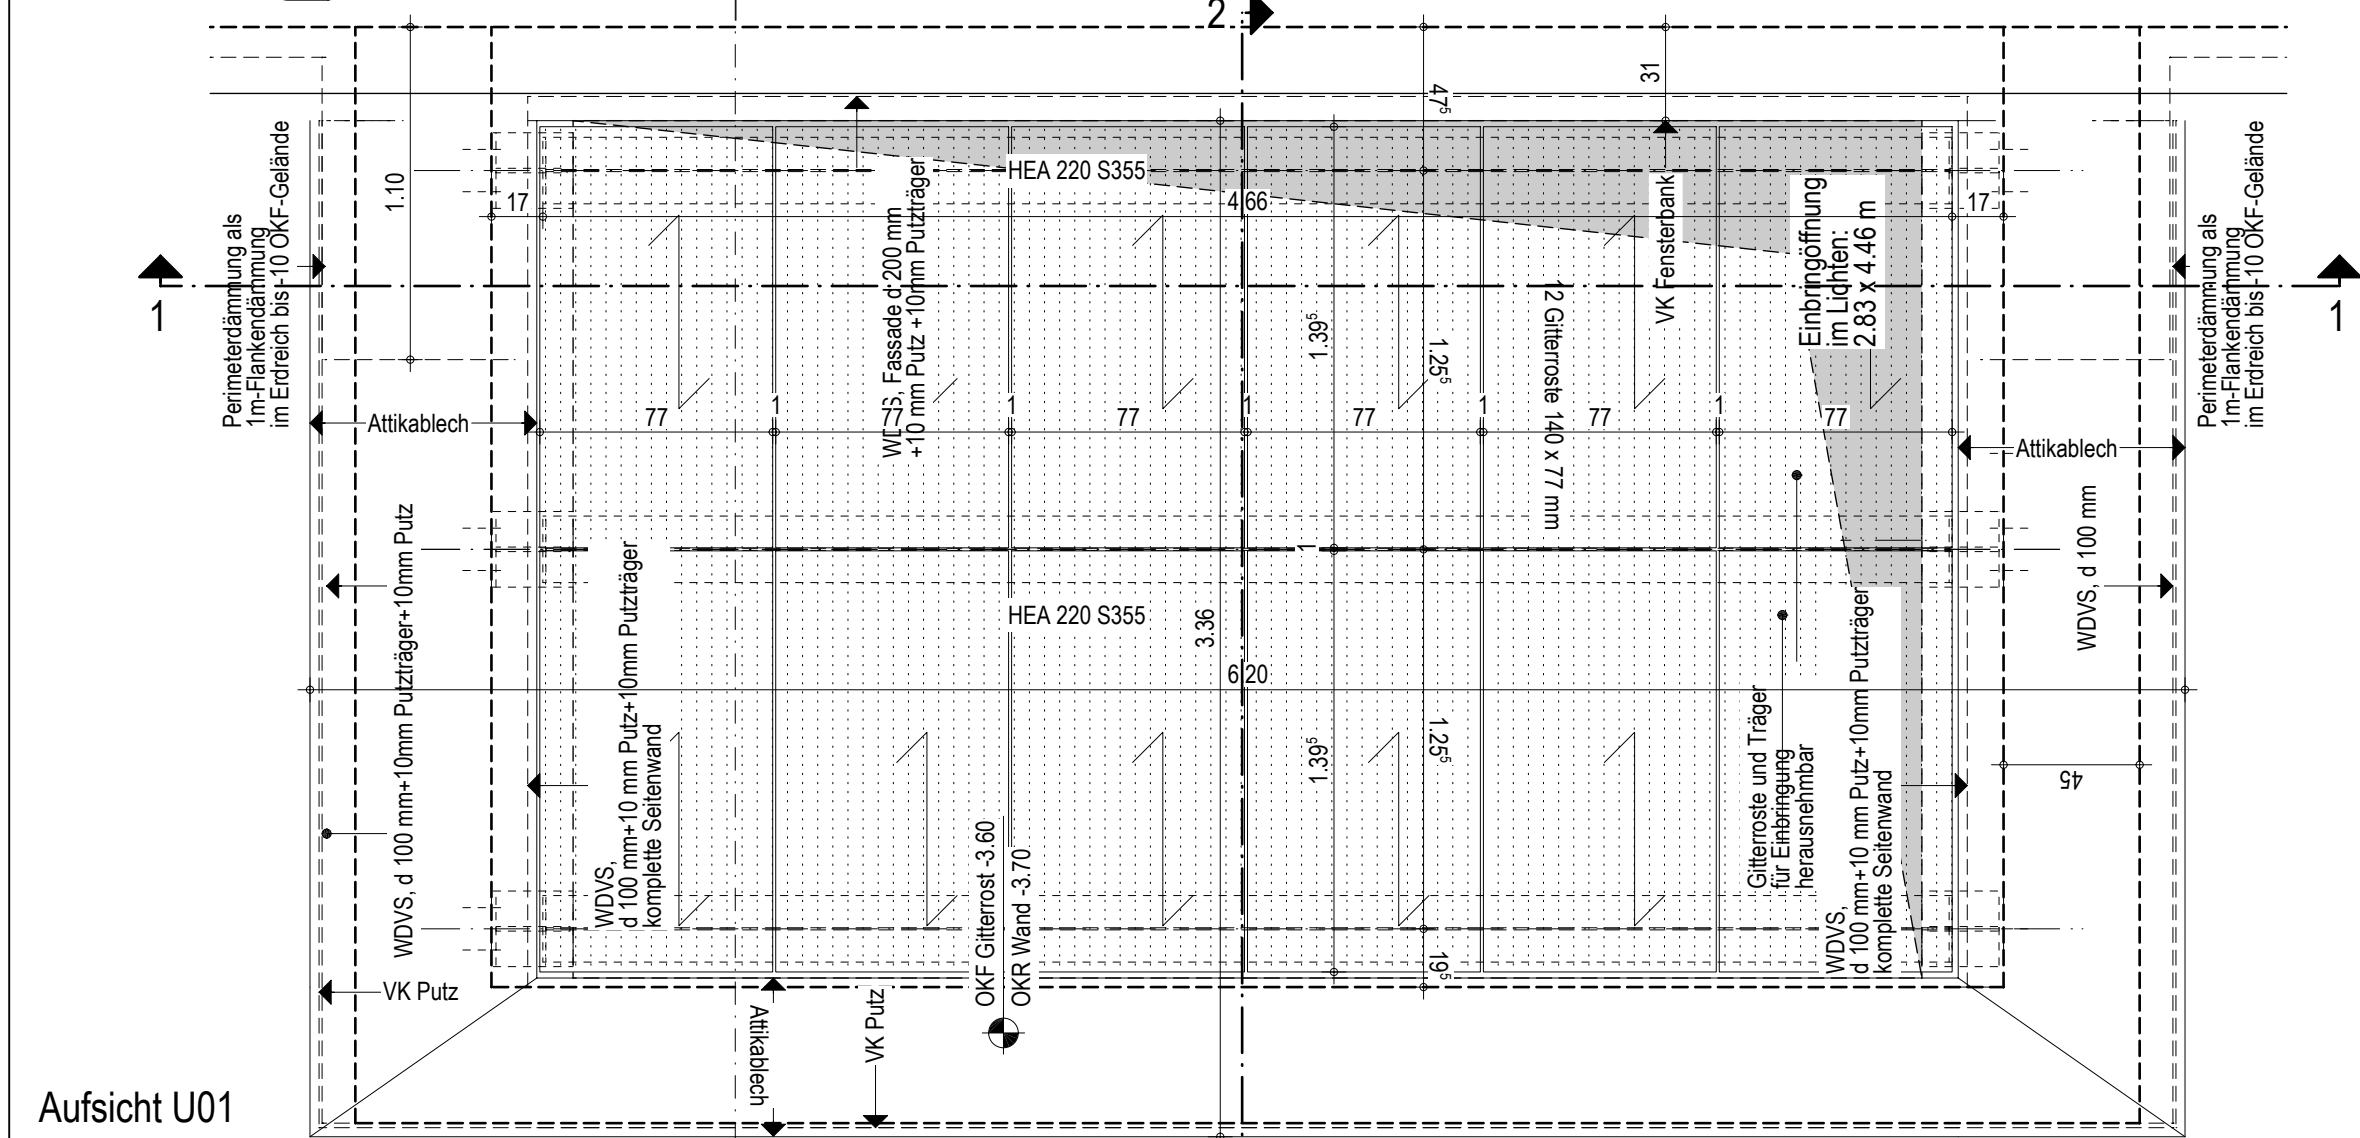 2
31
47⁵
Perimeterdämmung als
1m-Flankendämmung
im Erdreich bis -10 OKF-Gelände
1.10
17
HEA 220 S355
4.66
17
Perimeterdämmung als
1m-Flankendämmung
im Erdreich bis -10 OKF-Gelände
1
1
WDVS, Fassade d 200 mm
+10 mm Putz +10mm Putzträger
VK Fensterbank
Einbringöffnung
im Lichten:
2.83 x 4.46 m
12 Gitterroste 140 x 77 mm
1.39⁵
1.25⁵
Attikablech
77
1
77
1
77
1
77
1
77
1
77
Attikablech
WDVS, d 100 mm+10mm Putzträger+10mm Putz
WDVS,
d 100 mm+10 mm Putz+10mm Putzträger
komplette Seitenwand
1
HEA 220 S355
3.36
6.20
1.39⁵
1.25⁵
Gitterroste und Träger
für Einbringung
herausnehmbar
WDVS,
d 100 mm+10 mm Putz+10mm Putzträger
komplette Seitenwand
WDVS, d 100 mm
45
OKF Gitterrost -3.60
OKR Wand -3.70
19⁵
VK Putz
Attikablech
VK Putz
Aufsicht U01